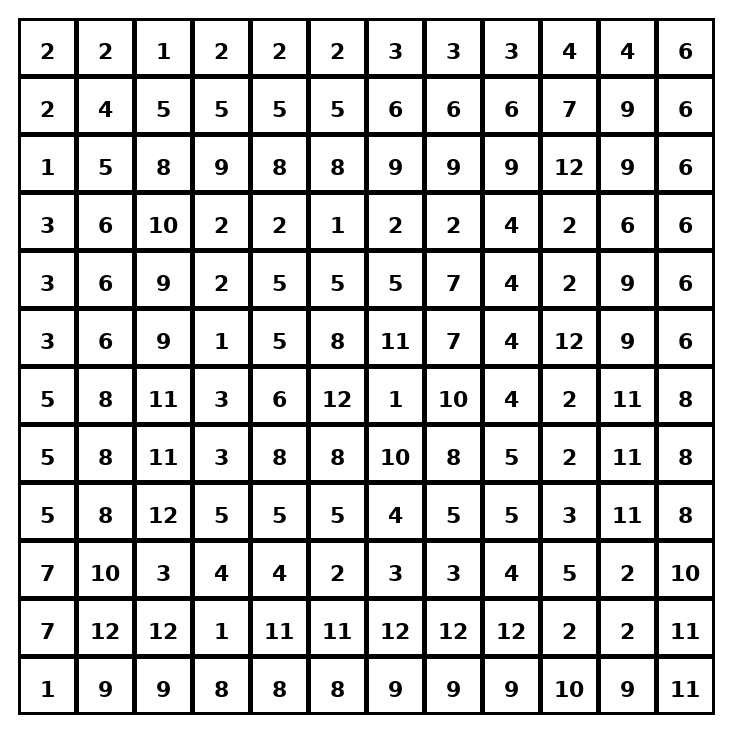 2 2 1 2 2 2 3 3 3 4 4 6
2 4 5 5 5 5 6 6 6 7 9 6
1 5 8 9 8 8 9 9 9 12 9 6
3 6 10 2 2 1 2 2 4 2 6 6
3 6 9 2 5 5 5 7 4 2 9 6
3 6 9 1 5 8 11 7 4 12 9 6
5 8 11 3 6 12 1 10 4 2 11 8
5 8 11 3 8 8 10 8 5 2 11 8
5 8 12 5 5 5 4 5 5 3 11 8
7 10 3 4 4 2 3 3 4 5 2 10
7 12 12 1 11 11 12 12 12 2 2 11
1 9 9 8 8 8 9 9 9 10 9 11